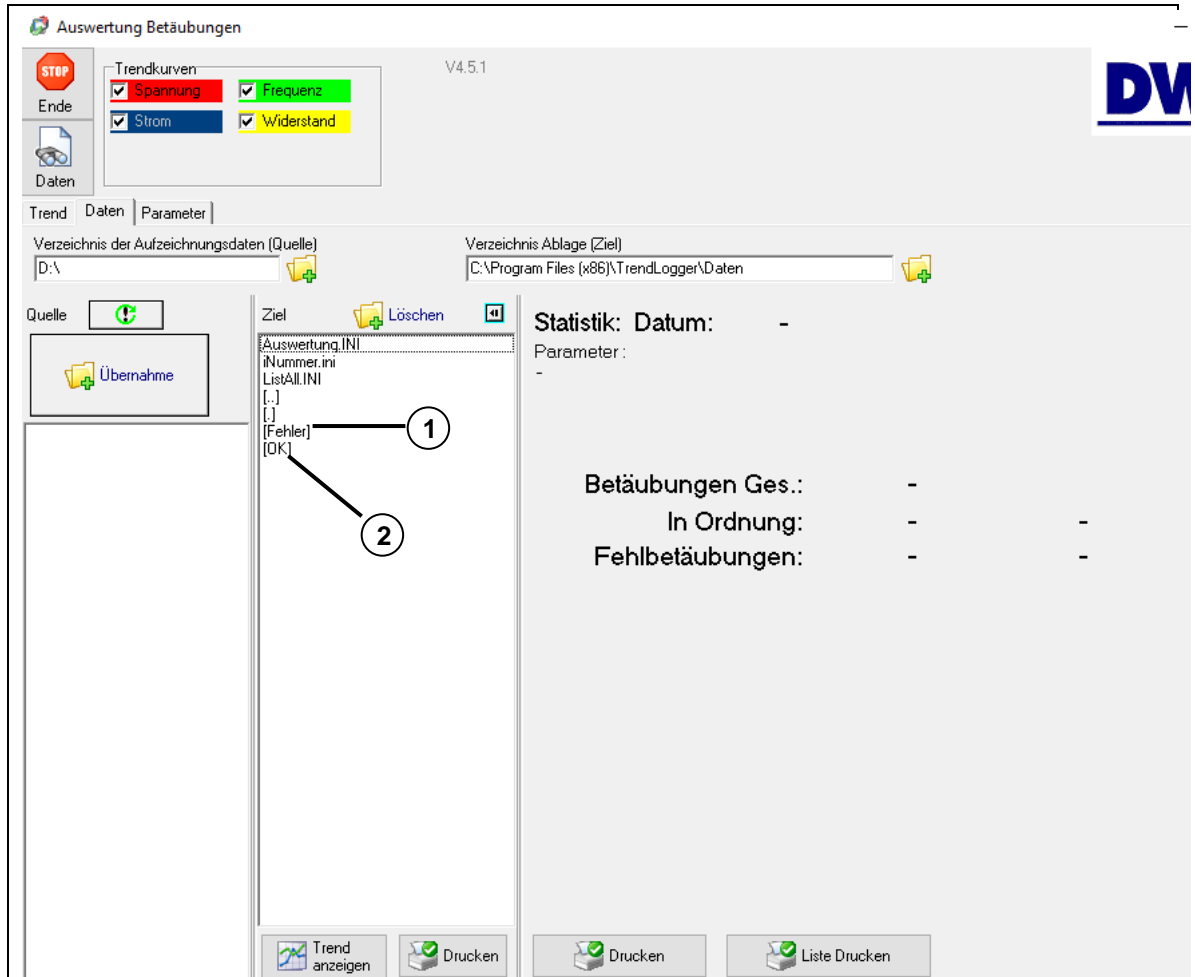 Auswertung Betäubungen
STOP
Ende
Daten
Trendkurven
Spannung
Frequenz
Strom
Widerstand
V4.5.1
DW
Trend Daten Parameter
Verzeichnis der Aufzeichnungsdaten (Quelle)
D:\
Verzeichnis Ablage (Ziel)
C:\Program Files (x86)\TrendLogger\Daten
Quelle
Übernahme
Ziel
Löschen
Auswertung.INI
iNummer.ini
ListAll.INI
[..]
[.]
[Fehler]
[OK]
1
2
Statistik: Datum: -
Parameter :
-
Betäubungen Ges.: -
In Ordnung: - -
Fehlbetäubungen: - -
Trend
anzeigen
Drucken
Drucken
Liste Drucken